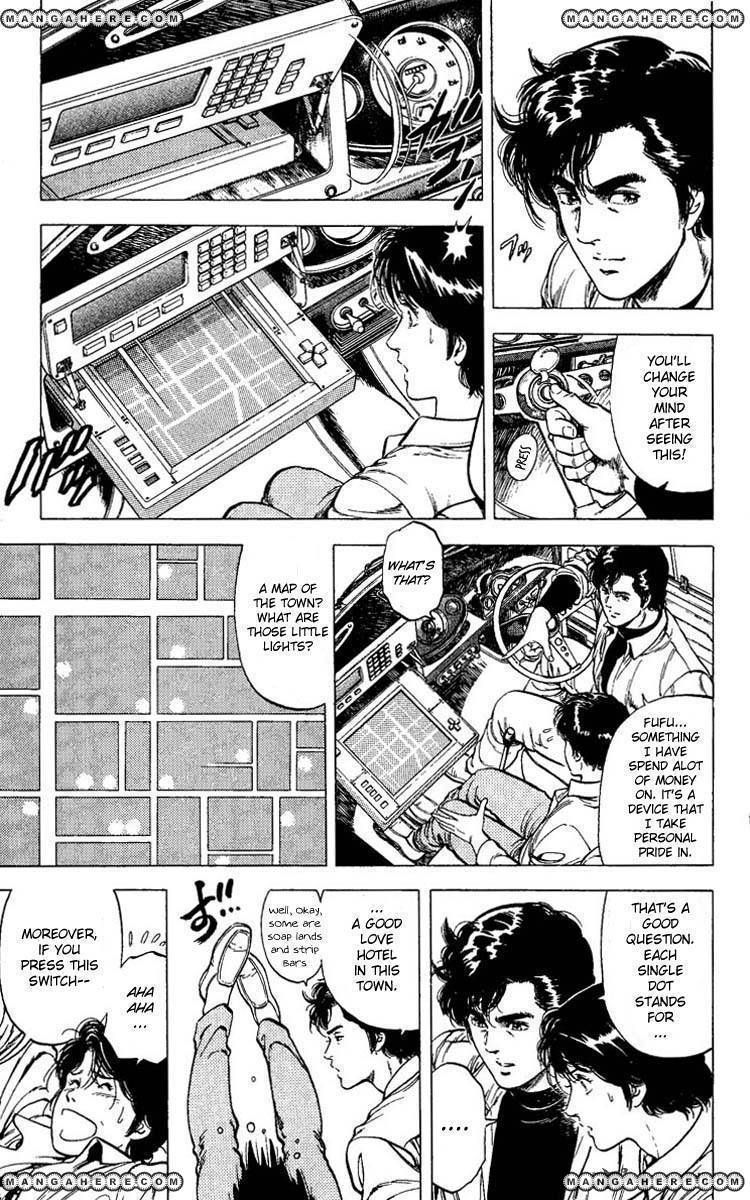 MANGAHERE.COM
MANGAHERE.COM
YOU'LL
CHANGE
YOUR
MIND
AFTER
SEEING
THIS!
PRESS
WHAT'S
THAT?
A MAP OF
THE TOWN?
WHAT ARE
THOSE LITTLE
LIGHTS?
FUFU...
SOMETHING
I HAVE
SPEND ALOT
OF MONEY
ON. IT'S A
DEVICE THAT
I TAKE
PERSONAL
PRIDE IN.
THAT'S A
GOOD
QUESTION.
EACH
SINGLE
DOT
STANDS
FOR
...
....
...
A GOOD
LOVE
HOTEL
IN THIS
TOWN.
Well, Okay,
some are
soap lands
and strip
bars
す!!
MOREOVER,
IF YOU
PRESS THIS
SWITCH--
AHA
AHA
...
MANGAHERE.COM
MANGAHERE.COM